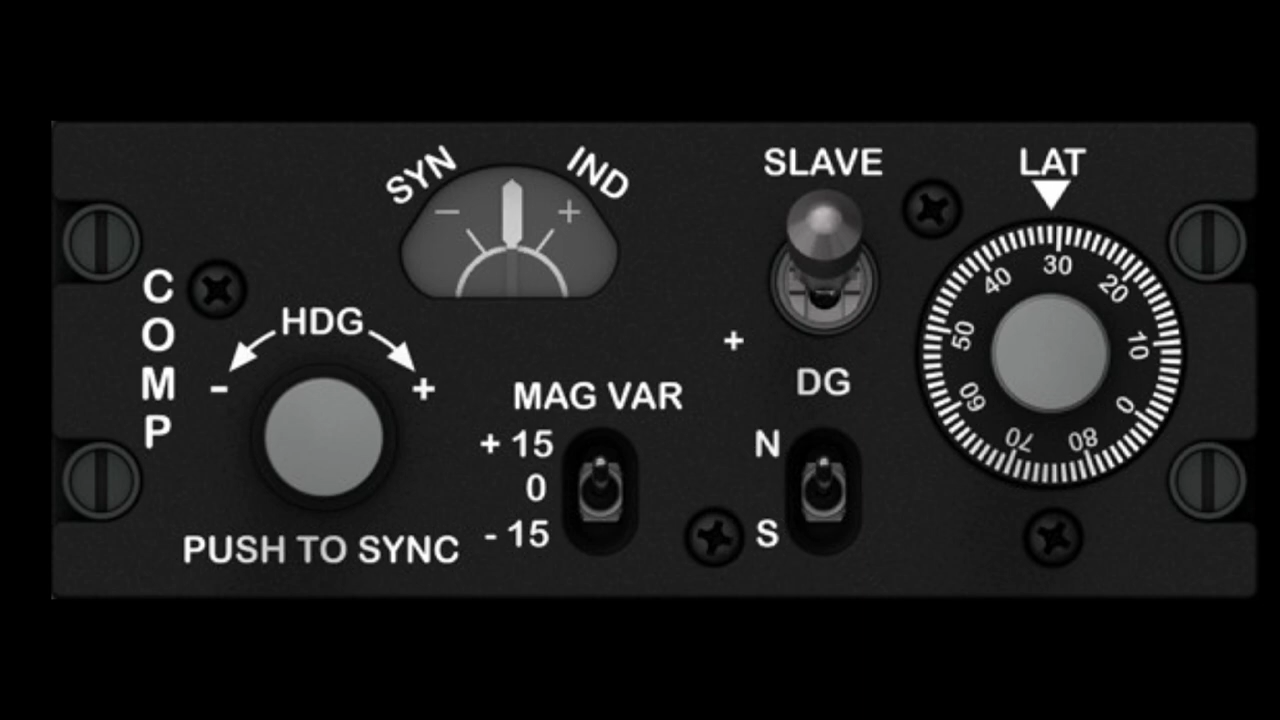 SYN
IND
- +
SLAVE
LAT
COMP
HDG
- +
+
DG
MAG VAR
+ 15
0
- 15
N
S
PUSH TO SYNC
0
10
20
30
40
50
60
70
80